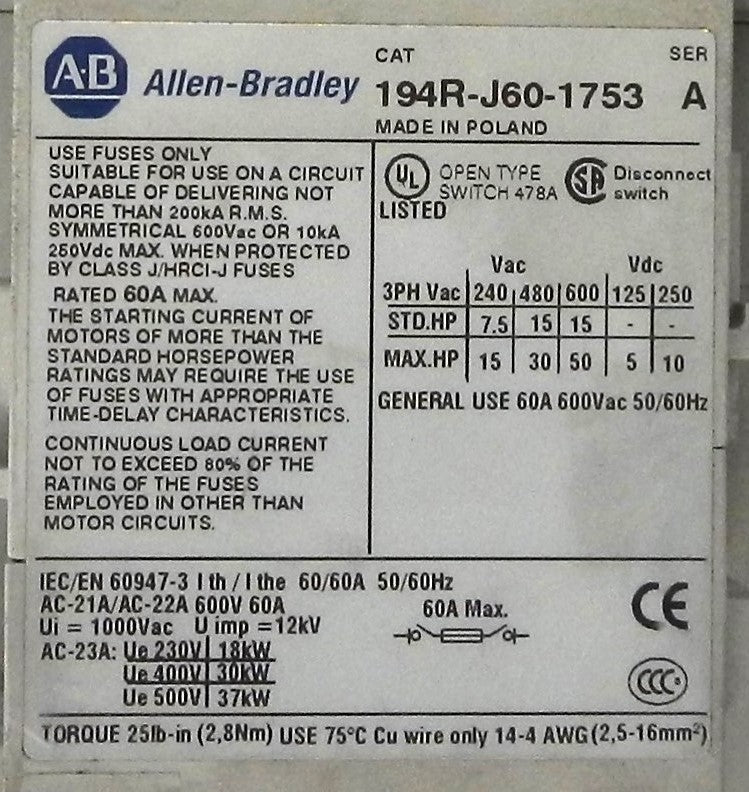 A·B Allen-Bradley
CAT SER
194R-J60-1753 A
MADE IN POLAND
USE FUSES ONLY
SUITABLE FOR USE ON A CIRCUIT
CAPABLE OF DELIVERING NOT
MORE THAN 200kA R.M.S.
SYMMETRICAL 600Vac OR 10kA
250Vdc MAX. WHEN PROTECTED
BY CLASS J/HRCI-J FUSES
RATED 60A MAX.
THE STARTING CURRENT OF
MOTORS OF MORE THAN THE
STANDARD HORSEPOWER
RATINGS MAY REQUIRE THE USE
OF FUSES WITH APPROPRIATE
TIME-DELAY CHARACTERISTICS.
CONTINUOUS LOAD CURRENT
NOT TO EXCEED 80% OF THE
RATING OF THE FUSES
EMPLOYED IN OTHER THAN
MOTOR CIRCUITS.
UL OPEN TYPE SA Disconnect
SWITCH 478A switch
LISTED
Vac Vdc
3PH Vac 240 480 600 125 250
STD.HP 7.5 15 15 - -
MAX.HP 15 30 50 5 10
GENERAL USE 60A 600Vac 50/60Hz
IEC/EN 60947-3 I th / I the 60/60A 50/60Hz
AC-21A/AC-22A 600V 60A
Ui = 1000Vac U imp =12kV
AC-23A: Ue 230V 18kW
Ue 400V 30kW
Ue 500V 37kW
60A Max.
CE
CCC S
TORQUE 25lb-in (2,8Nm) USE 75°C Cu wire only 14-4 AWG (2,5-16mm²)